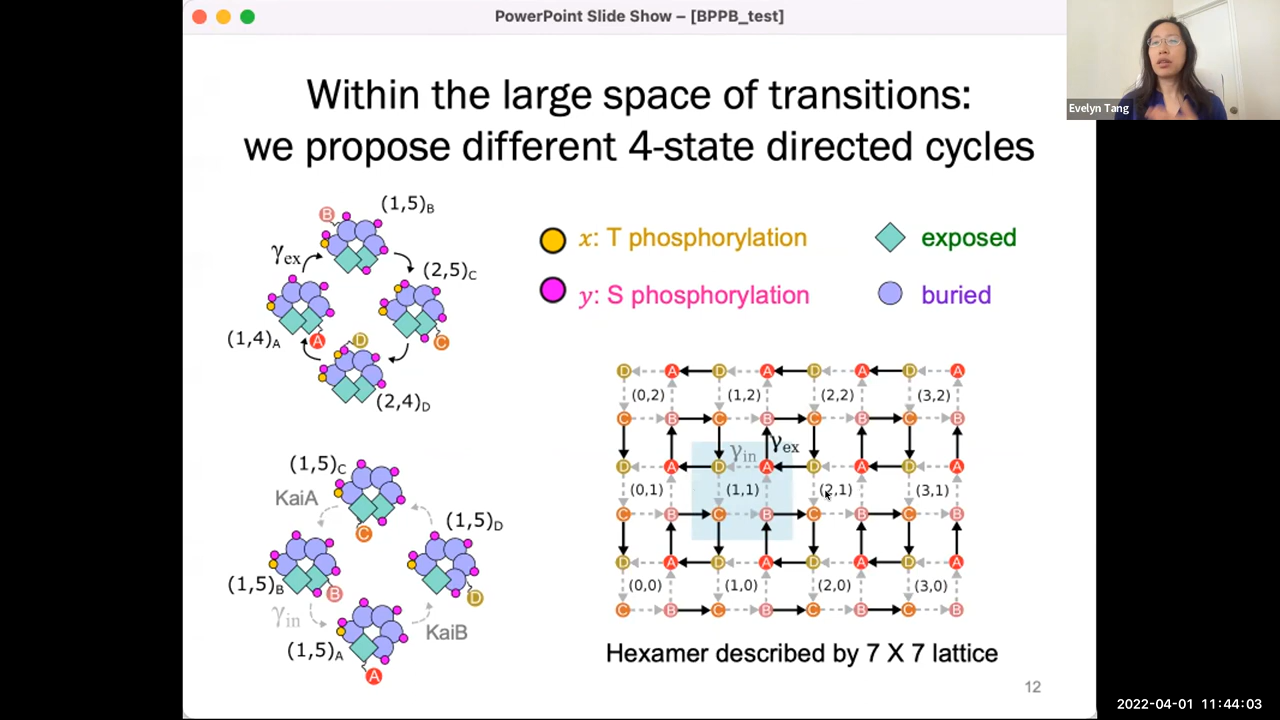 PowerPoint Slide Show – [BPPB_test]
Evelyn Tang
Within the large space of transitions:
we propose different 4-state directed cycles
B
(1,5)B
γex
(2,5)C
(1,4)A
A
D
C
(2,4)D
x: T phosphorylation
exposed
y: S phosphorylation
buried
(1,5)C
KaiA
C
(1,5)D
(1,5)B
B
D
γin
KaiB
(1,5)A
A
D A D A D A D A
(0,2) (1,2) (2,2) (3,2)
C B C B C B C B
γin γex
D A D A D A D A
(0,1) (1,1) (2,1) (3,1)
C B C B C B C B
D A D A D A D A
(0,0) (1,0) (2,0) (3,0)
C B C B C B C B
Hexamer described by 7 X 7 lattice
12
2022-04-01 11:44:03